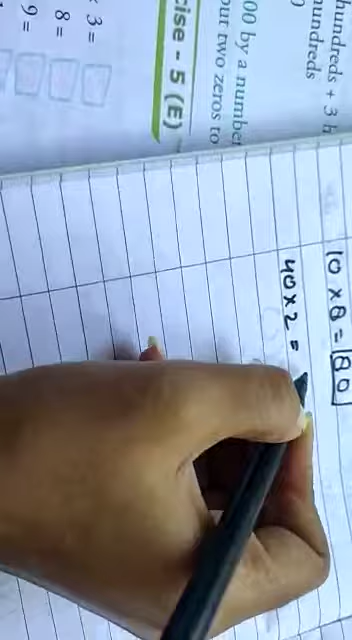 hundreds + 3 h
hundreds
00 by a number
our two zeros to
cise - 5 (E)
3 =
8 =
9 =
10 × 8 = 80
40 × 2 =